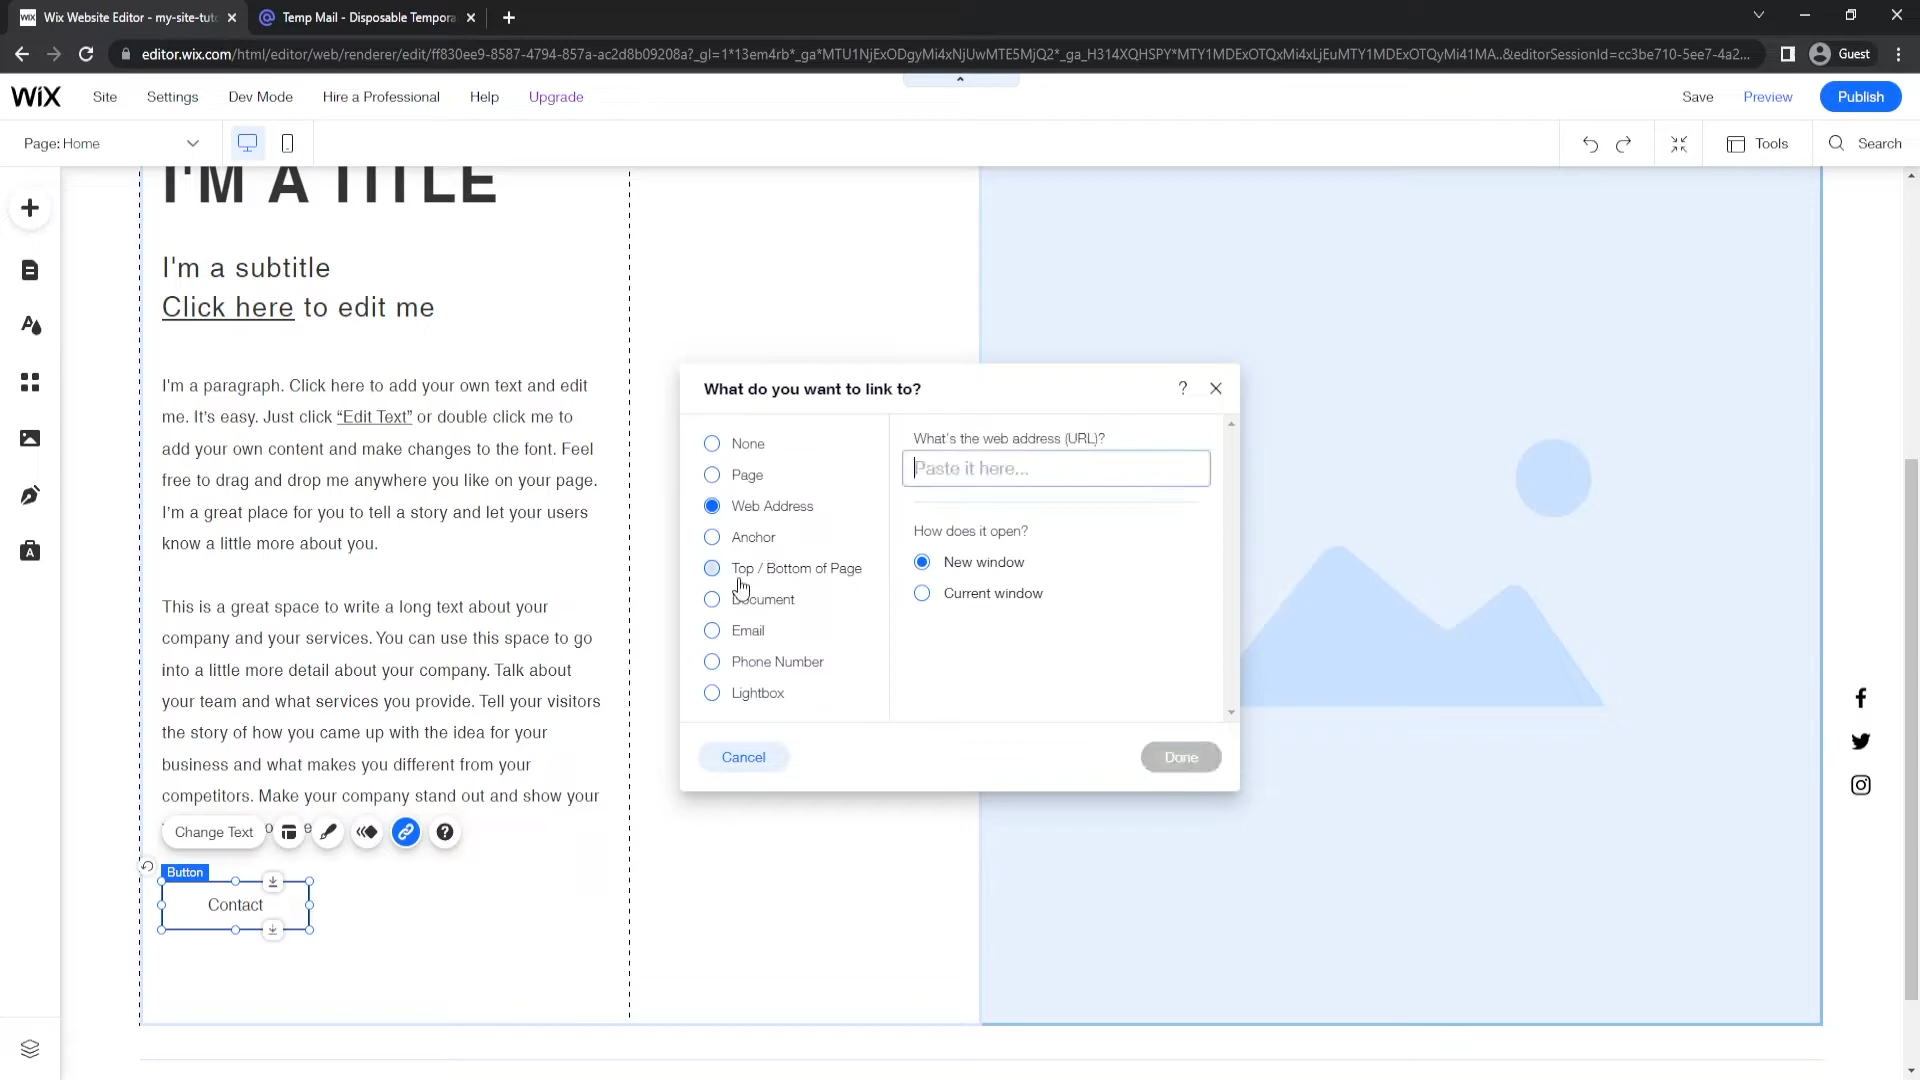 Wix Website Editor - my-site-tuto
Temp Mail - Disposable Tempora
editor.wix.com/html/editor/web/renderer/edit/ff830ee9-8587-4794-857a-ac2d8b09208a?_gl=1*13em4rb*_ga*MTU1NjExODgyMi4xNjUwMTE5MjQ2*_ga_H314XQHSPY*MTY1MDExOTQxMi4xLjEuMTY1MDExOTQyMi41MA..&editorSessionId=cc3be710-5ee7-4a2...
Guest
WiX
Site
Settings
Dev Mode
Hire a Professional
Help
Upgrade
Save
Preview
Publish
Page: Home
Tools
Search
I'M A TITLE
I'm a subtitle
Click here to edit me
I'm a paragraph. Click here to add your own text and edit
me. It's easy. Just click “Edit Text” or double click me to
add your own content and make changes to the font. Feel
free to drag and drop me anywhere you like on your page.
I'm a great place for you to tell a story and let your users
know a little more about you.
This is a great space to write a long text about your
company and your services. You can use this space to go
into a little more detail about your company. Talk about
your team and what services you provide. Tell your visitors
the story of how you came up with the idea for your
business and what makes you different from your
competitors. Make your company stand out and show your
Change Text
Button
Contact
What do you want to link to?
?
None
Page
Web Address
Anchor
Top / Bottom of Page
Document
Email
Phone Number
Lightbox
What's the web address (URL)?
Paste it here...
How does it open?
New window
Current window
Cancel
Done